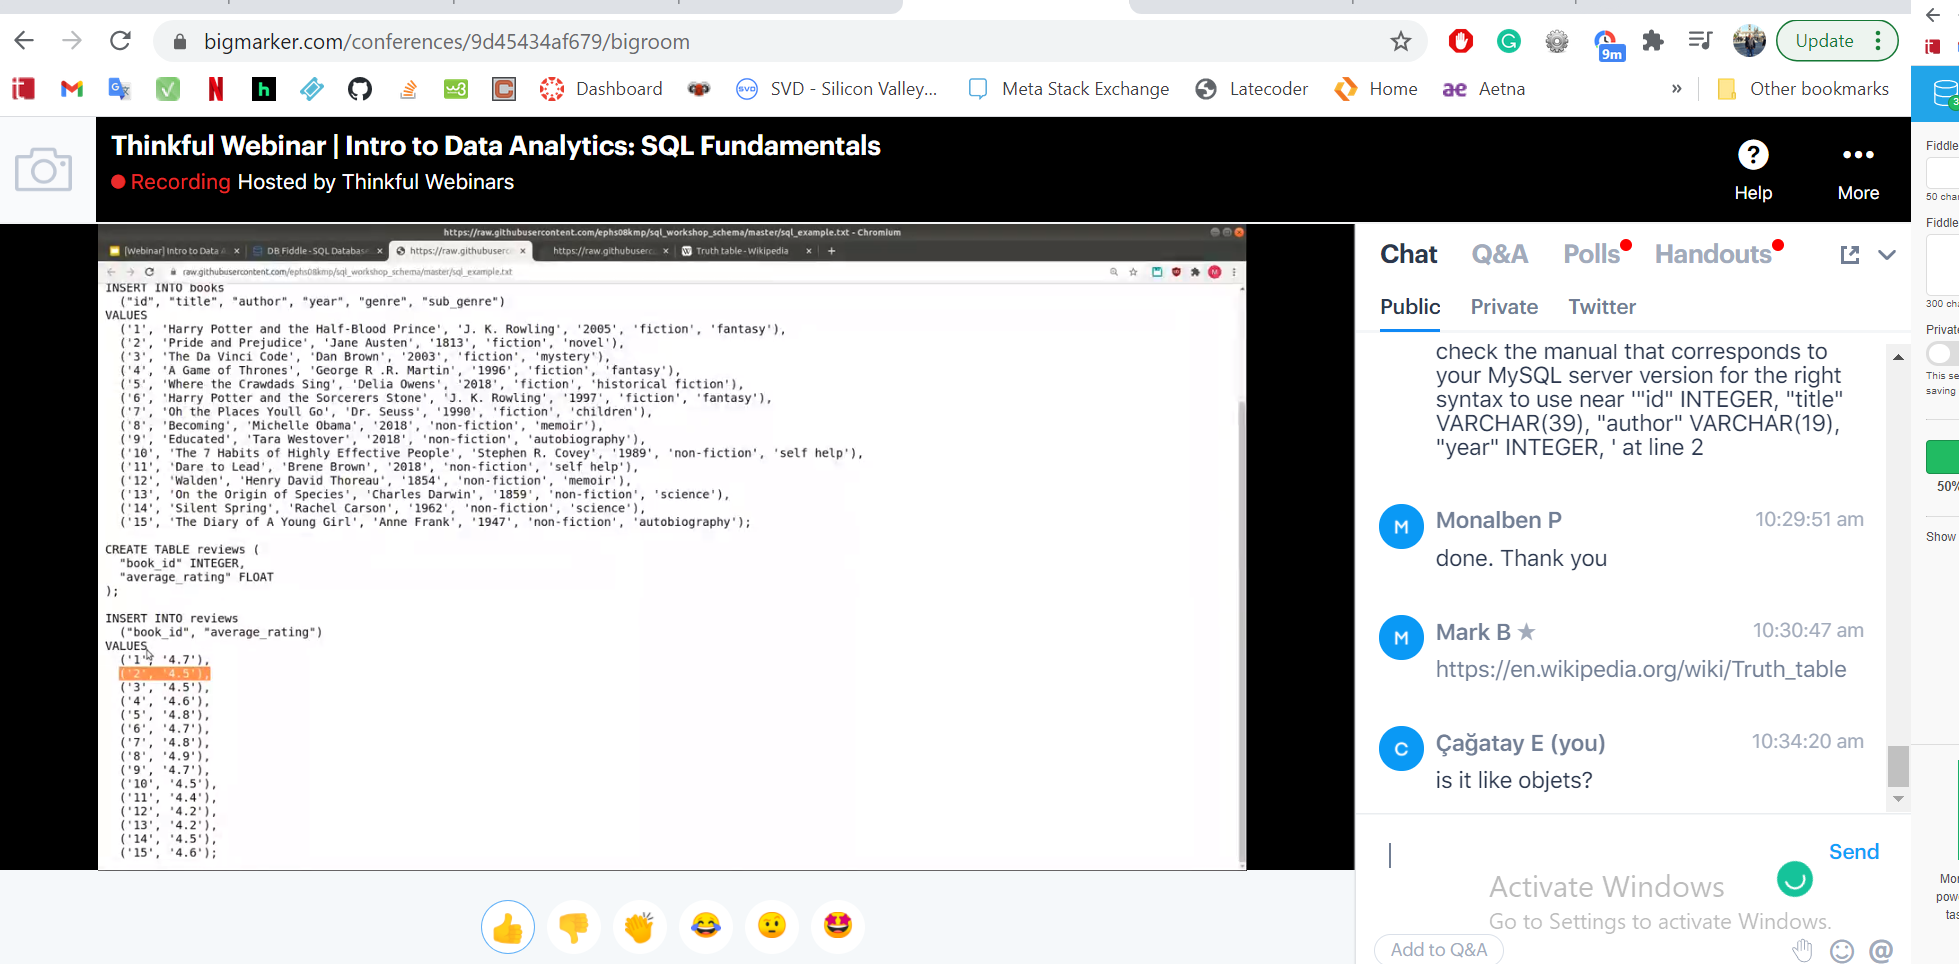 bigmarker.com/conferences/9d45434af679/bigroom
9m
Update
Dashboard
SVD - Silicon Valley...
Meta Stack Exchange
Latecoder
Home
Aetna
»
Other bookmarks
Thinkful Webinar | Intro to Data Analytics: SQL Fundamentals
Recording Hosted by Thinkful Webinars
Help
More
https://raw.githubusercontent.com/ephs08kmp/sql_workshop_schema/master/sql_example.txt - Chromium
[Webinar] Intro to Data A
DB Fiddle - SQL Database
https://raw.githubuserco
https://raw.githubuserco
Truth table - Wikipedia
raw.githubusercontent.com/ephs08kmp/sql_workshop_schema/master/sql_example.txt
INSERT INTO books
("id", "title", "author", "year", "genre", "sub_genre")
VALUES
('1', 'Harry Potter and the Half-Blood Prince', 'J. K. Rowling', '2005', 'fiction', 'fantasy'),
('2', 'Pride and Prejudice', 'Jane Austen', '1813', 'fiction', 'novel'),
('3', 'The Da Vinci Code', 'Dan Brown', '2003', 'fiction', 'mystery'),
('4', 'A Game of Thrones', 'George R .R. Martin', '1996', 'fiction', 'fantasy'),
('5', 'Where the Crawdads Sing', 'Delia Owens', '2018', 'fiction', 'historical fiction'),
('6', 'Harry Potter and the Sorcerers Stone', 'J. K. Rowling', '1997', 'fiction', 'fantasy'),
('7', 'Oh the Places Youll Go', 'Dr. Seuss', '1990', 'fiction', 'children'),
('8', 'Becoming', 'Michelle Obama', '2018', 'non-fiction', 'memoir'),
('9', 'Educated', 'Tara Westover', '2018', 'non-fiction', 'autobiography'),
('10', 'The 7 Habits of Highly Effective People', 'Stephen R. Covey', '1989', 'non-fiction', 'self help'),
('11', 'Dare to Lead', 'Brene Brown', '2018', 'non-fiction', 'self help'),
('12', 'Walden', 'Henry David Thoreau', '1854', 'non-fiction', 'memoir'),
('13', 'On the Origin of Species', 'Charles Darwin', '1859', 'non-fiction', 'science'),
('14', 'Silent Spring', 'Rachel Carson', '1962', 'non-fiction', 'science'),
('15', 'The Diary of A Young Girl', 'Anne Frank', '1947', 'non-fiction', 'autobiography');
CREATE TABLE reviews (
"book_id" INTEGER,
"average_rating" FLOAT
);
INSERT INTO reviews
("book_id", "average_rating")
VALUES
('1', '4.7'),
('2', '4.5'),
('3', '4.5'),
('4', '4.6'),
('5', '4.8'),
('6', '4.7'),
('7', '4.8'),
('8', '4.9'),
('9', '4.7'),
('10', '4.5'),
('11', '4.4'),
('12', '4.2'),
('13', '4.2'),
('14', '4.5'),
('15', '4.6');
Chat Q&A Polls Handouts
Public Private Twitter
check the manual that corresponds to
your MySQL server version for the right
syntax to use near '"id" INTEGER, "title"
VARCHAR(39), "author" VARCHAR(19),
"year" INTEGER, ' at line 2
M Monalben P 10:29:51 am
done. Thank you
M Mark B ★ 10:30:47 am
https://en.wikipedia.org/wiki/Truth_table
C Çağatay E (you) 10:34:20 am
is it like objets?
Send
Activate Windows
Go to Settings to activate Windows.
Add to Q&A
@
Fiddle
50 cha
Fiddle
300 ch
Privat
This se
saving
50%
Show
Mor
pow
tas